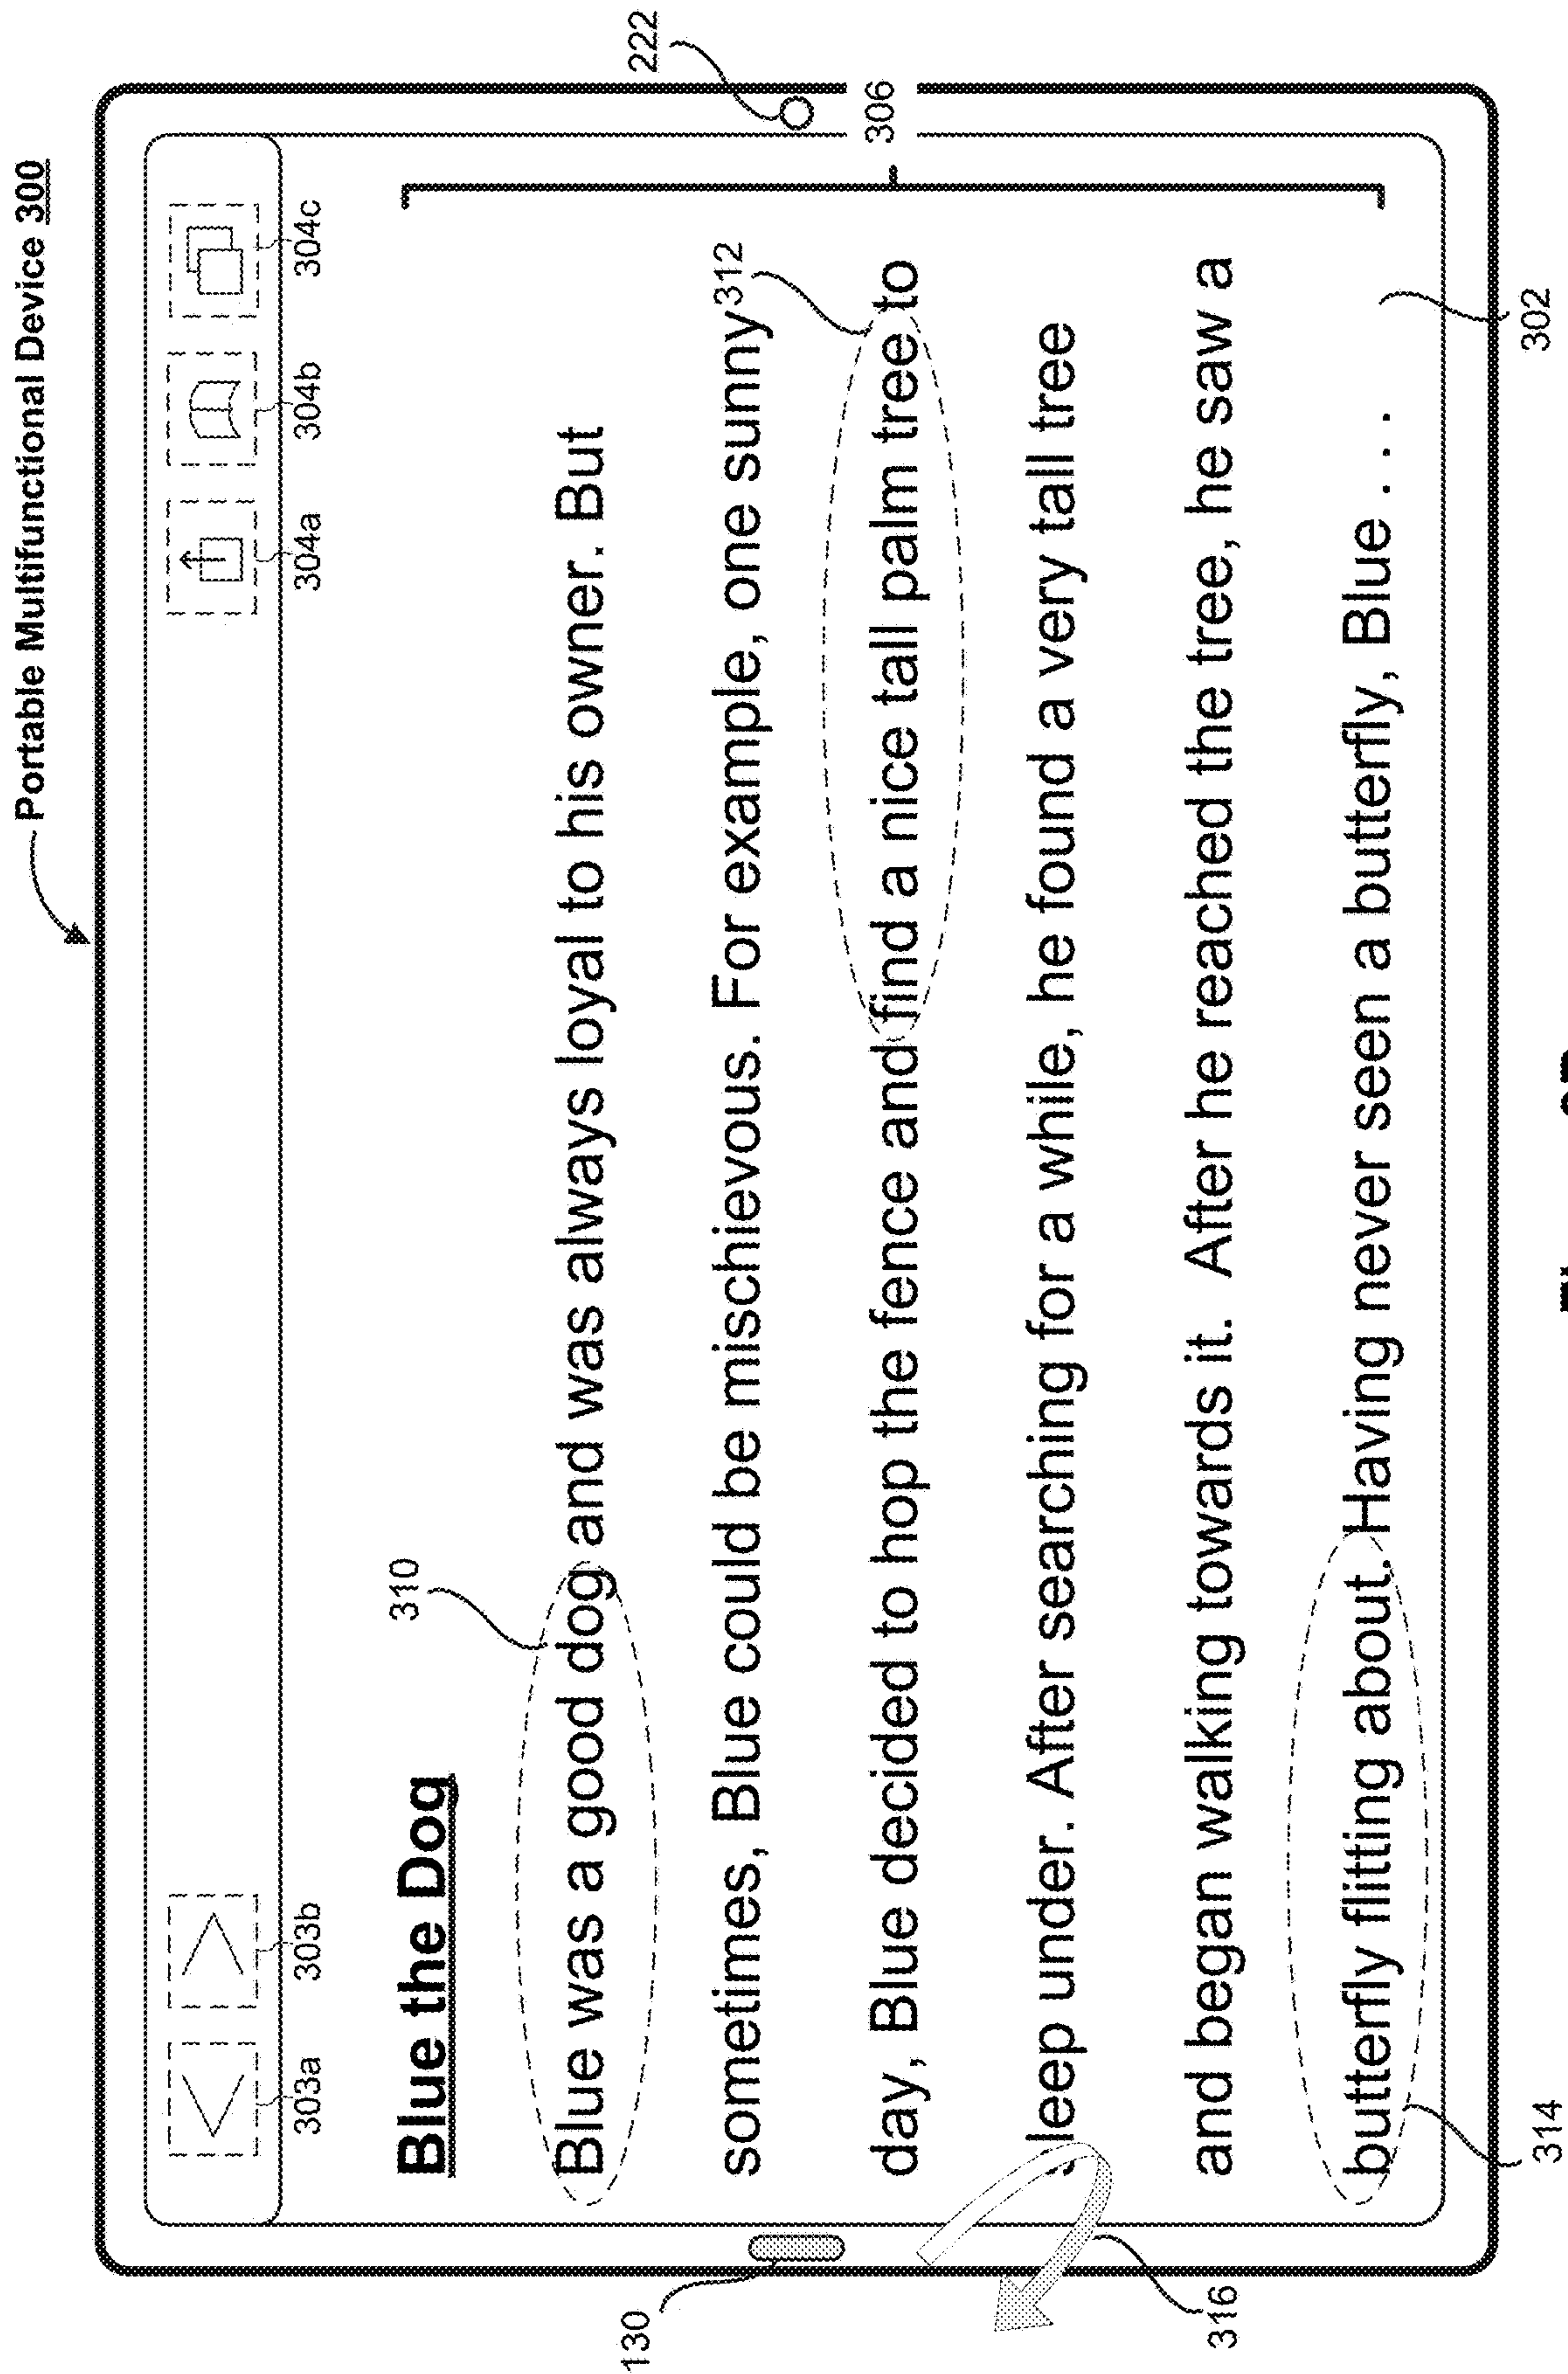 Portable Multifunctional Device 300
303a
303b
304a
304b
304c
Blue the Dog
310
Blue was a good dog and was always loyal to his owner. But
sometimes, Blue could be mischievous. For example, one sunny
312
day, Blue decided to hop the fence and find a nice tall palm tree to
sleep under. After searching for a while, he found a very tall tree
and began walking towards it.  After he reached the tree, he saw a
butterfly flitting about. Having never seen a butterfly, Blue . . .
130
222
306
316
314
302